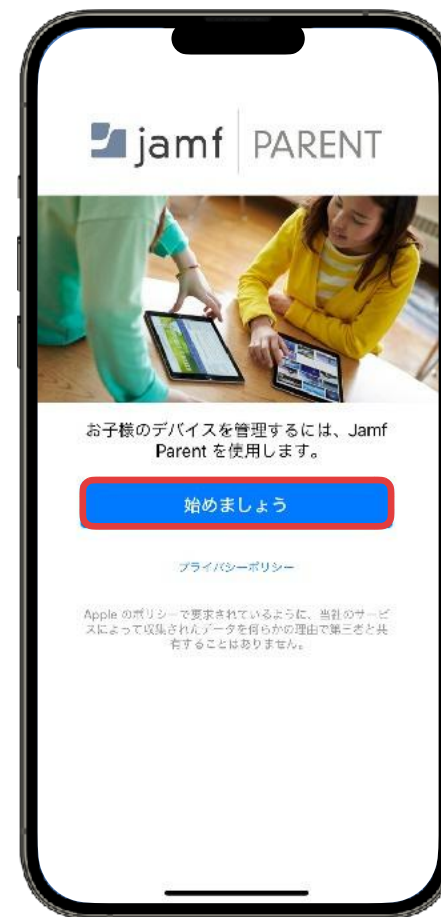 jamf PARENT
お子様のデバイスを管理するには、Jamf
Parent を使用します。
始めましょう
プライバシーポリシー
Apple のポリシーで要求されているように、当社のサービ
スによって収集されたデータを何らかの理由で第三者と共
有することはありません。